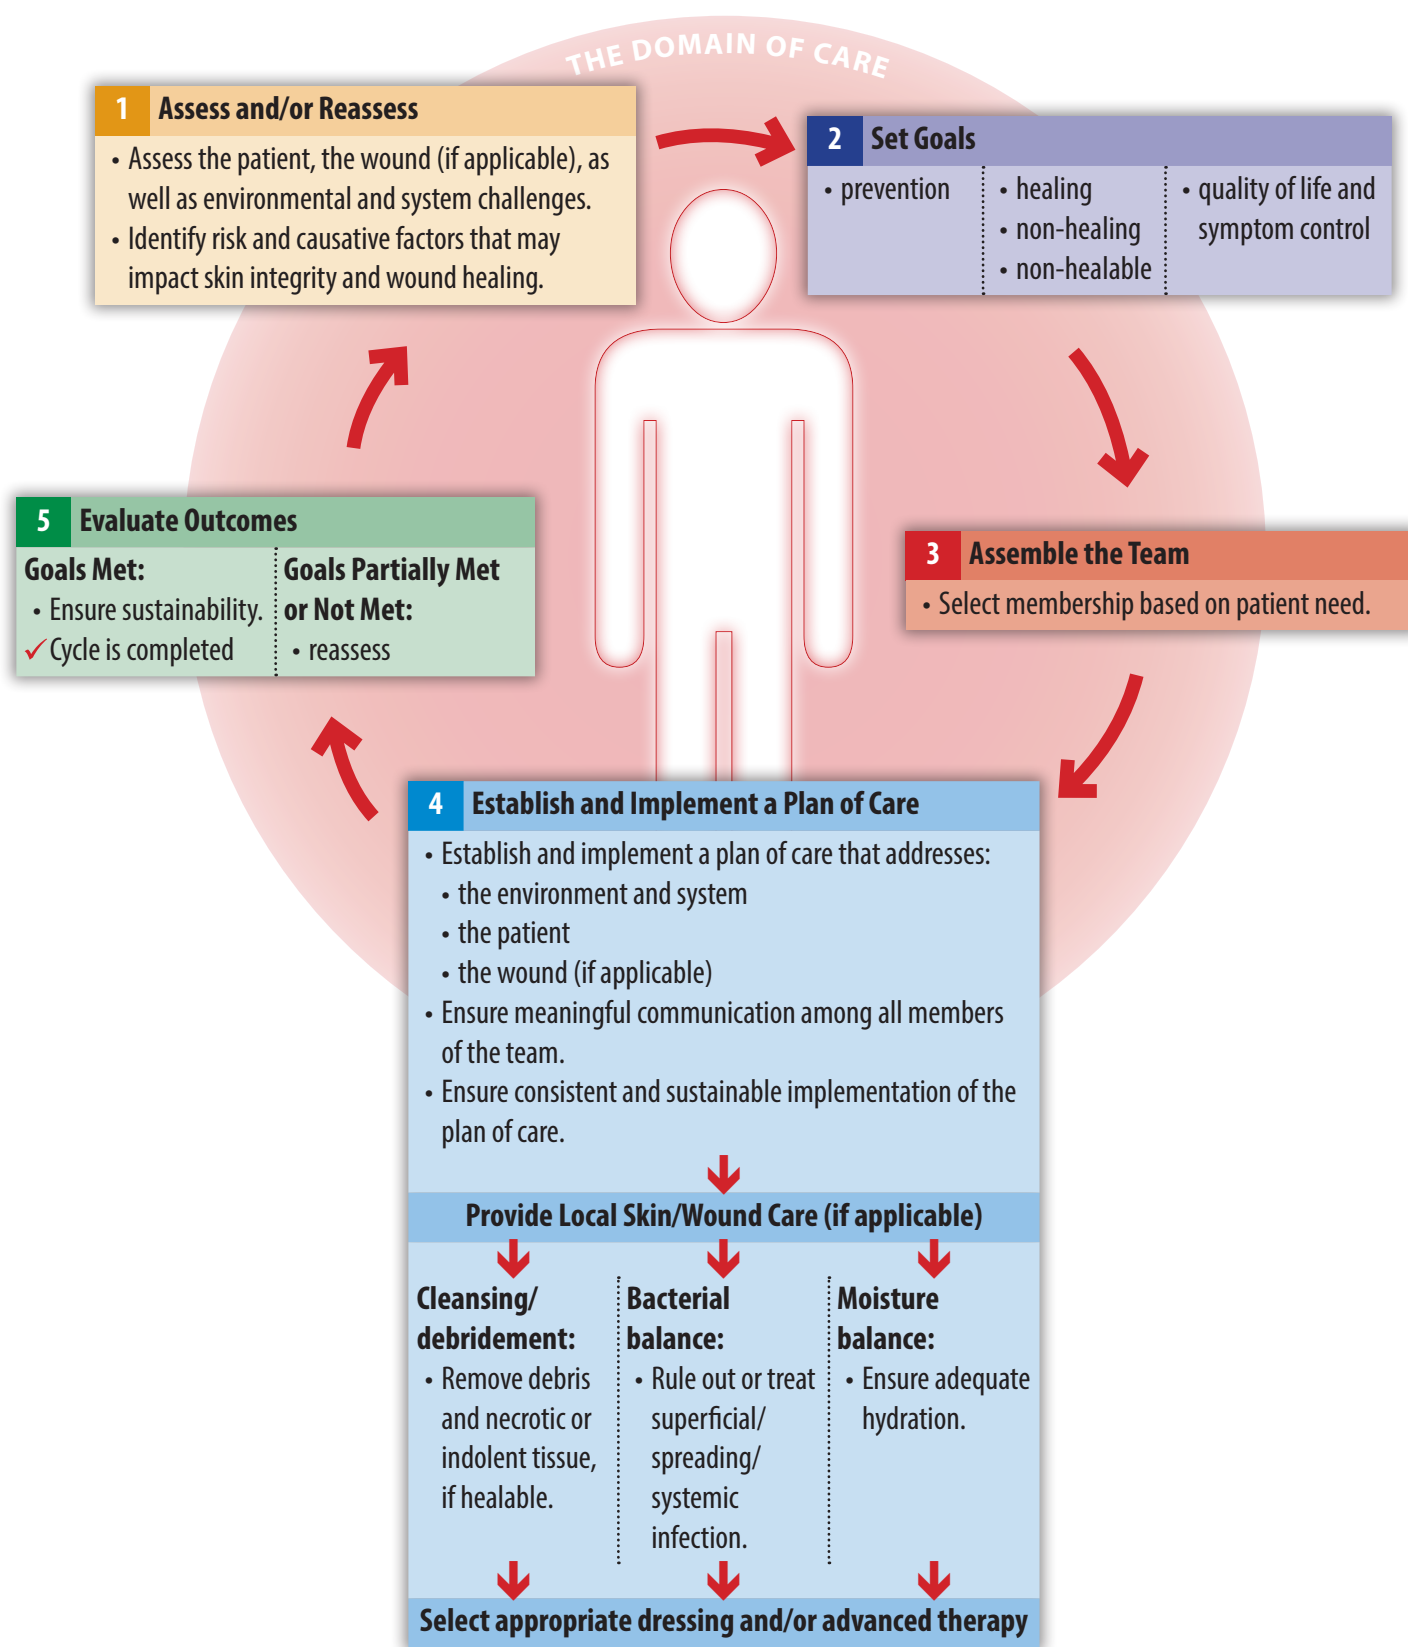 THE DOMAIN OF CARE
1 Assess and/or Reassess
• Assess the patient, the wound (if applicable), as
well as environmental and system challenges.
• Identify risk and causative factors that may
impact skin integrity and wound healing.
2 Set Goals
• prevention
• healing
• non-healing
• non-healable
• quality of life and
symptom control
3 Assemble the Team
• Select membership based on patient need.
4 Establish and Implement a Plan of Care
• Establish and implement a plan of care that addresses:
• the environment and system
• the patient
• the wound (if applicable)
• Ensure meaningful communication among all members
of the team.
• Ensure consistent and sustainable implementation of the
plan of care.
Provide Local Skin/Wound Care (if applicable)
Cleansing/
debridement:
• Remove debris
and necrotic or
indolent tissue,
if healable.
Bacterial
balance:
• Rule out or treat
superficial/
spreading/
systemic
infection.
Moisture
balance:
• Ensure adequate
hydration.
Select appropriate dressing and/or advanced therapy
5 Evaluate Outcomes
Goals Met:
• Ensure sustainability.
✓ Cycle is completed
Goals Partially Met
or Not Met:
• reassess